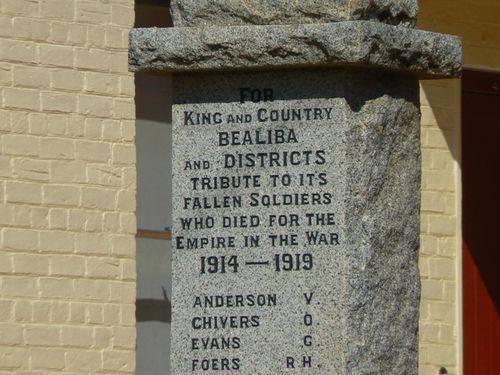 FOR
KING AND COUNTRY
BEALIBA
AND DISTRICTS
TRIBUTE TO ITS
FALLEN SOLDIERS
WHO DIED FOR THE
EMPIRE IN THE WAR
1914 — 1919
ANDERSON V.
CHIVERS O.
EVANS G.
FOERS R H.